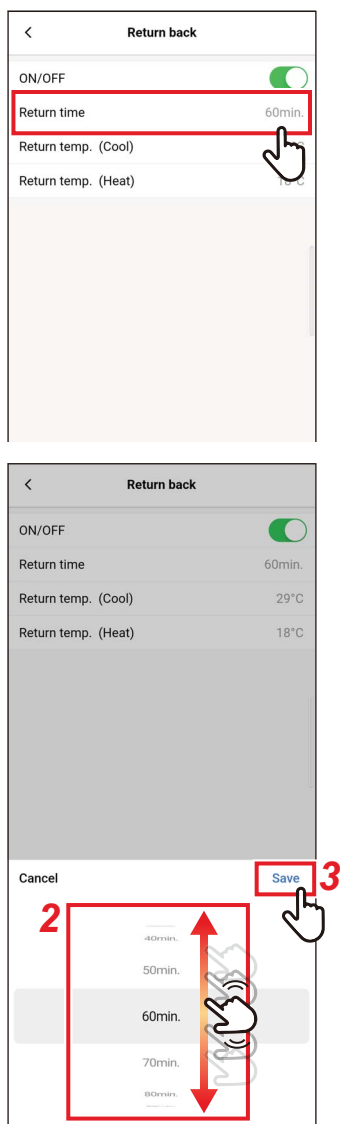 Return back
ON/OFF
Return time 60min.
Return temp. (Cool) °C
Return temp. (Heat) 18°C
Return back
ON/OFF
Return time 60min.
Return temp. (Cool) 29°C
Return temp. (Heat) 18°C
Cancel Save 3
2
40min.
50min.
60min.
70min.
80min.